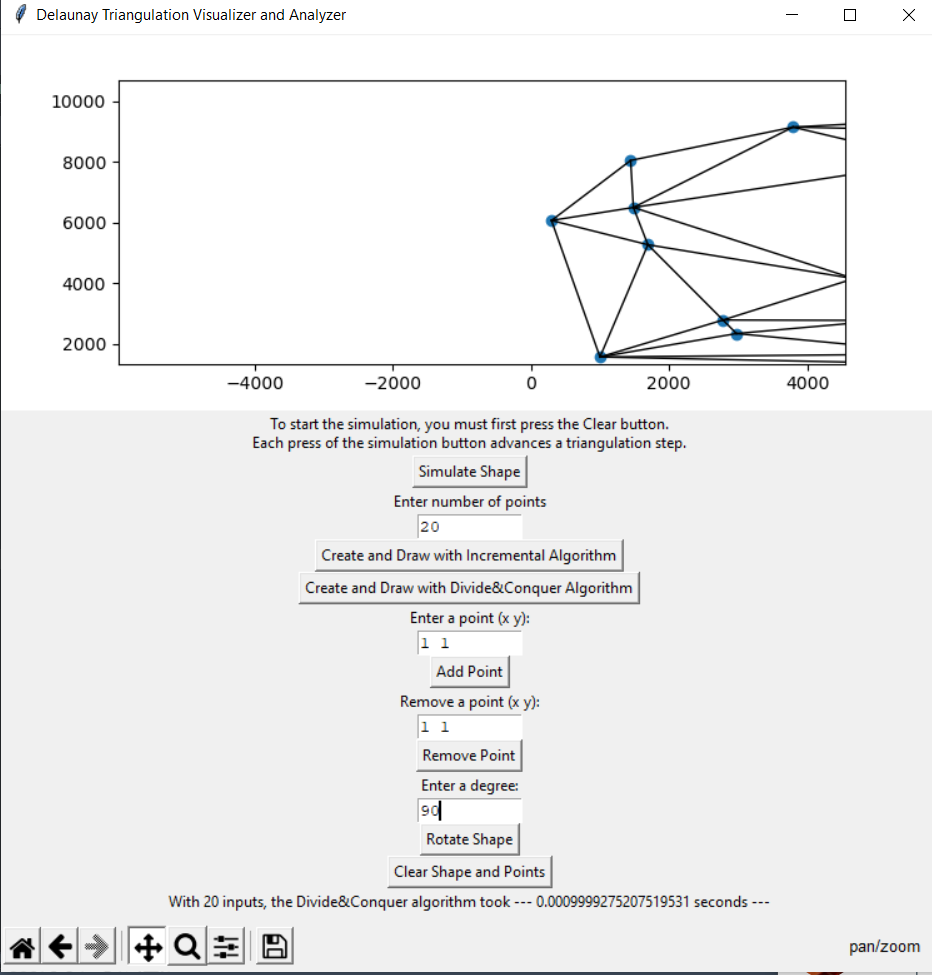 Delaunay Triangulation Visualizer and Analyzer
10000
8000
6000
4000
2000
−4000 −2000 0 2000 4000
To start the simulation, you must first press the Clear button.
Each press of the simulation button advances a triangulation step.
Simulate Shape
Enter number of points
20
Create and Draw with Incremental Algorithm
Create and Draw with Divide&Conquer Algorithm
Enter a point (x y):
1 1
Add Point
Remove a point (x y):
1 1
Remove Point
Enter a degree:
90
Rotate Shape
Clear Shape and Points
With 20 inputs, the Divide&Conquer algorithm took --- 0.0009999275207519531 seconds ---
pan/zoom